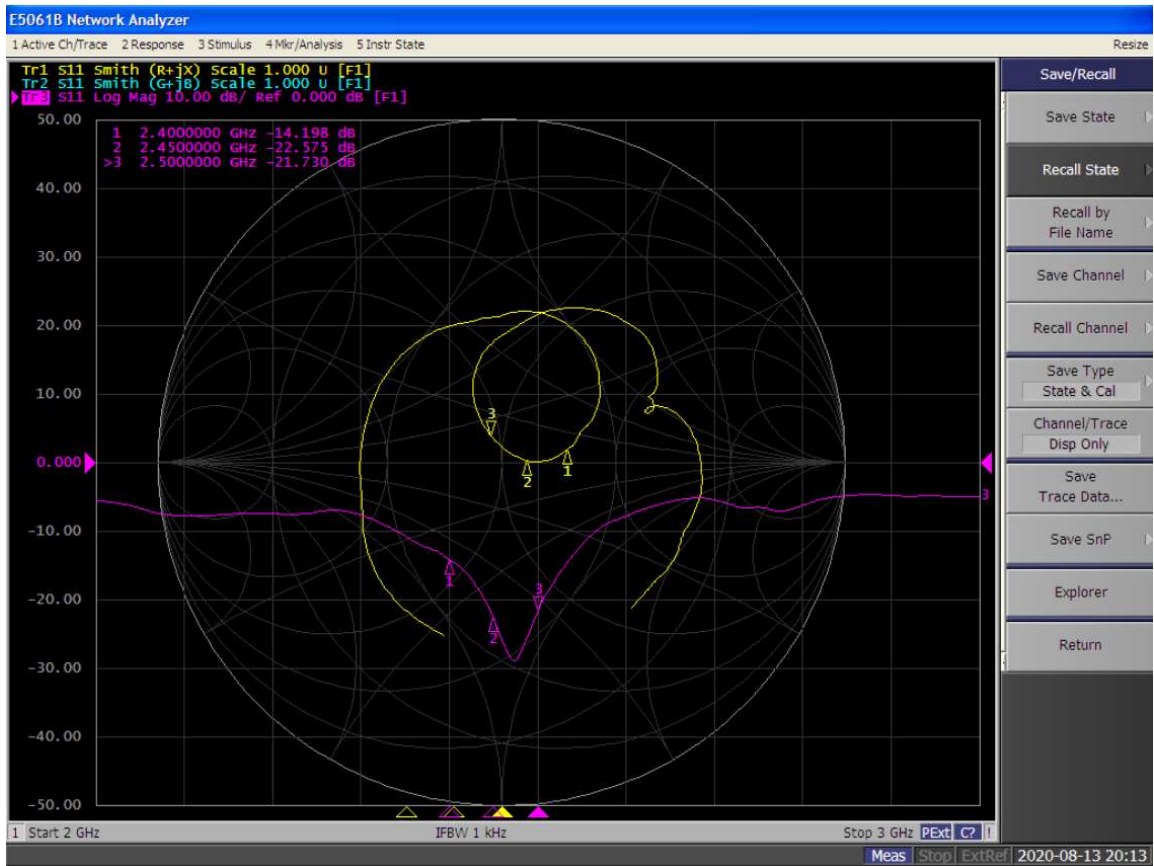 E5061B Network Analyzer
1 Active Ch/Trace 2 Response 3 Stimulus 4 Mkr/Analysis 5 Instr State
Resize
Tr1 S11 Smith (R+jX) Scale 1.000 U [F1]
Tr2 S11 Smith (G+jB) Scale 1.000 U [F1]
Tr3 S11 Log Mag 10.00 dB/ Ref 0.000 dB [F1]
1 2.4000000 GHz -14.198 dB
2 2.4500000 GHz -22.575 dB
>3 2.5000000 GHz -21.730 dB
50.00
40.00
30.00
20.00
10.00
0.000
-10.00
-20.00
-30.00
-40.00
-50.00
3
2
1
3
1
3
2
Save/Recall
Save State
Recall State
Recall by
File Name
Save Channel
Recall Channel
Save Type
State & Cal
Channel/Trace
Disp Only
Save
Trace Data...
Save SnP
Explorer
Return
1 Start 2 GHz
IFBW 1 kHz
Stop 3 GHz PExt C? !
Meas Stop ExtRef 2020-08-13 20:13